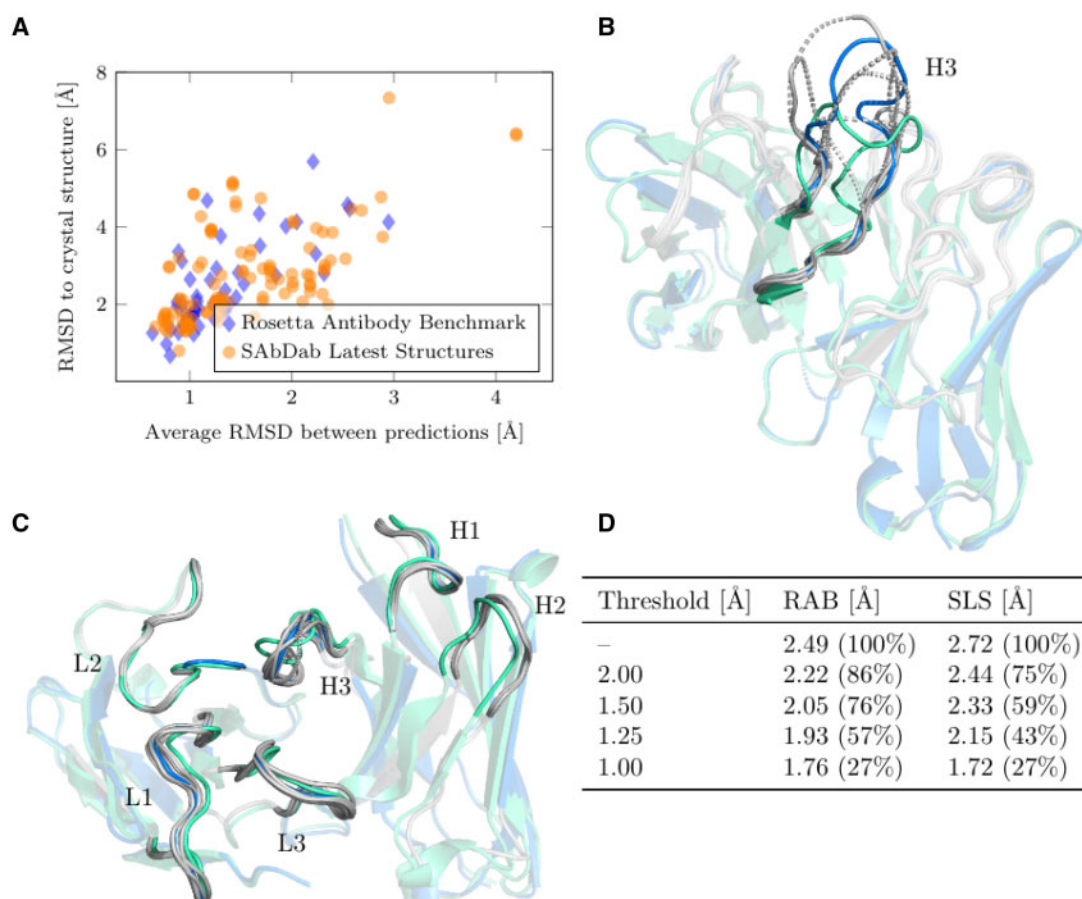 A
RMSD to crystal structure [Å]
8
6
4
2
1
2
3
4
Average RMSD between predictions [Å]
Rosetta Antibody Benchmark
SAbDab Latest Structures
B
H3
C
H1
H2
L2
H3
L1
L3
D
Threshold [Å] RAB [Å] SLS [Å]
– 2.49 (100%) 2.72 (100%)
2.00 2.22 (86%) 2.44 (75%)
1.50 2.05 (76%) 2.33 (59%)
1.25 1.93 (57%) 2.15 (43%)
1.00 1.76 (27%) 1.72 (27%)